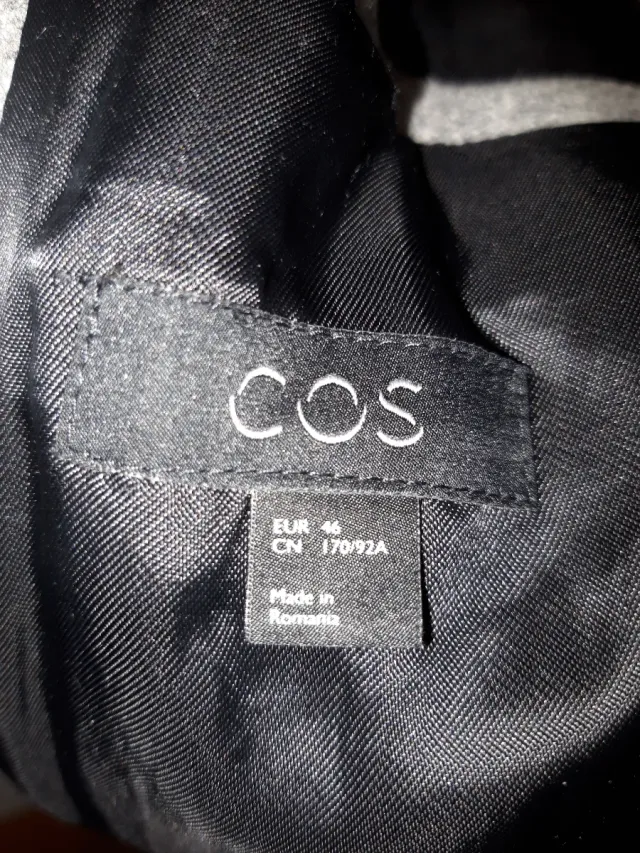 COS
EUR 46
CN 170/92A
Made in
Romania